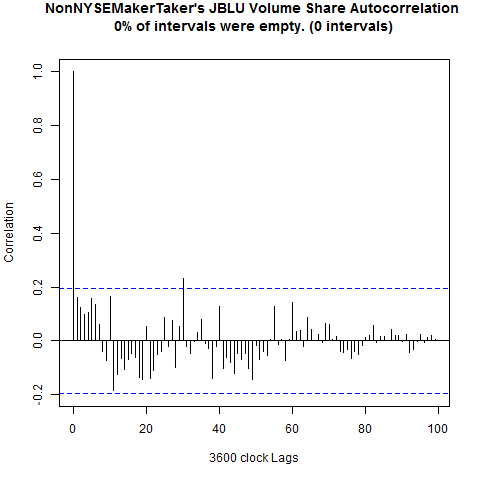 NonNYSEMakerTaker's JBLU Volume Share Autocorrelation
0% of intervals were empty. (0 intervals)
Correlation
1.0
0.8
0.6
0.4
0.2
0.0
-0.2
0 20 40 60 80 100
3600 clock Lags